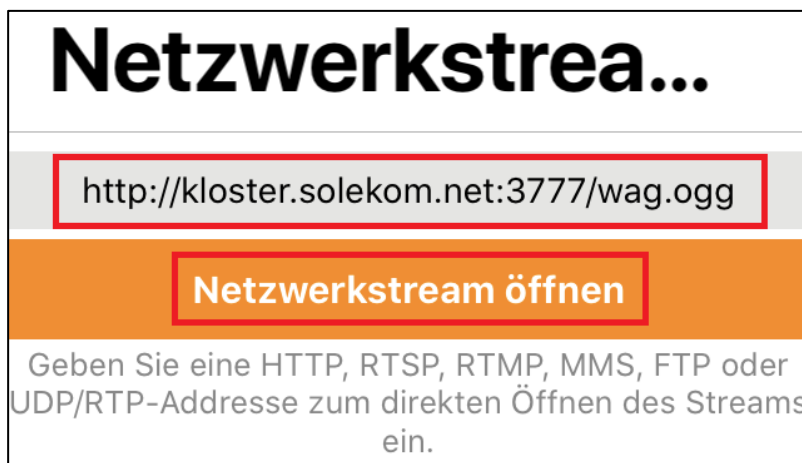 Netzwerkstrea...
http://kloster.solekom.net:3777/wag.ogg
Netzwerkstream öffnen
Geben Sie eine HTTP, RTSP, RTMP, MMS, FTP oder
UDP/RTP-Addresse zum direkten Öffnen des Streams
ein.